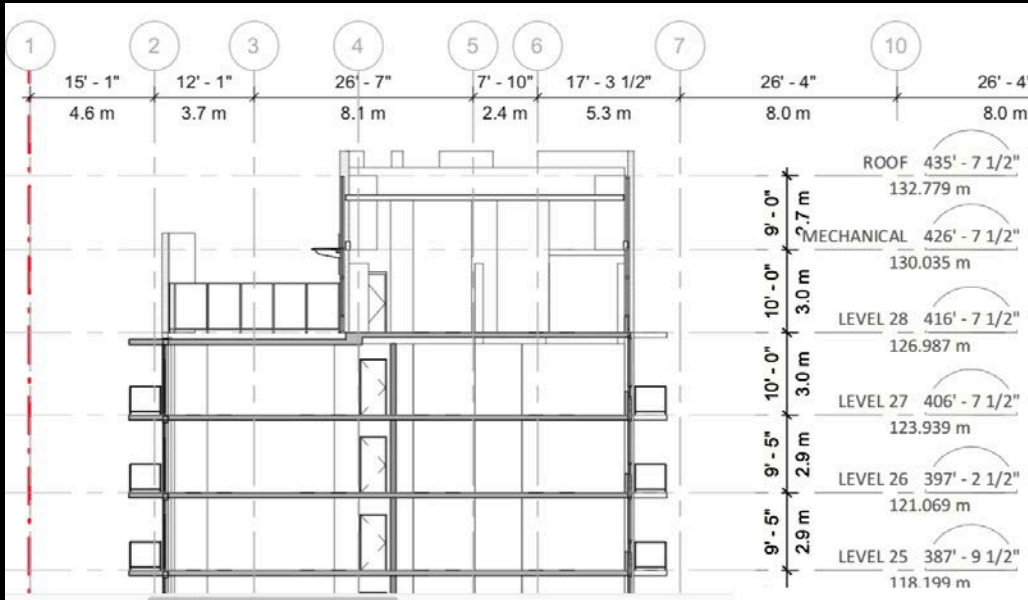 1 2 3 4 5 6 7 10
15' - 1" 12' - 1" 26' - 7" 7' - 10" 17' - 3 1/2" 26' - 4" 26' - 4"
4.6 m 3.7 m 8.1 m 2.4 m 5.3 m 8.0 m 8.0 m
ROOF 435' - 7 1/2"
132.779 m
9' - 0" 2.7 m
MECHANICAL 426' - 7 1/2"
130.035 m
10' - 0" 3.0 m
LEVEL 28 416' - 7 1/2"
126.987 m
10' - 0" 3.0 m
LEVEL 27 406' - 7 1/2"
123.939 m
9' - 5" 2.9 m
LEVEL 26 397' - 2 1/2"
121.069 m
9' - 5" 2.9 m
LEVEL 25 387' - 9 1/2"
118.199 m